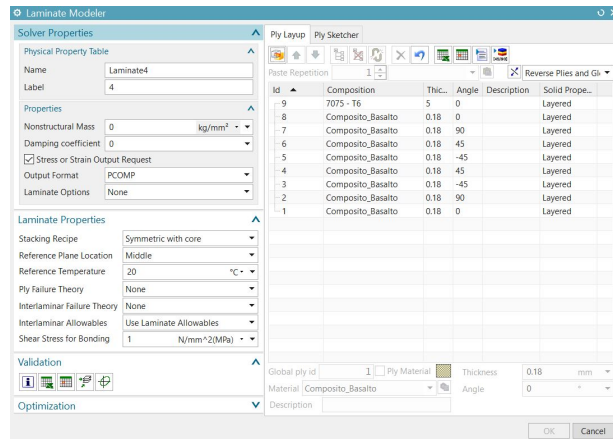 Laminate Modeler
Solver Properties
Physical Property Table
Name Laminate4
Label 4
Properties
Nonstructural Mass 0 kg/mm²
Damping coefficient 0
Stress or Strain Output Request
Output Format PCOMP
Laminate Options None
Laminate Properties
Stacking Recipe Symmetric with core
Reference Plane Location Middle
Reference Temperature 20 °C
Ply Failure Theory None
Interlaminar Failure Theory None
Interlaminar Allowables Use Laminate Allowables
Shear Stress for Bonding 1 N/mm^2(MPa)
Validation
Optimization
Ply Layup Ply Sketcher
Paste Repetition 1 Reverse Plies and Gl
Id Composition Thic... Angle Description Solid Prope...
9 7075 - T6 5 0 Layered
8 Composito_Basalto 0.18 0 Layered
7 Composito_Basalto 0.18 90 Layered
6 Composito_Basalto 0.18 45 Layered
5 Composito_Basalto 0.18 -45 Layered
4 Composito_Basalto 0.18 45 Layered
3 Composito_Basalto 0.18 -45 Layered
2 Composito_Basalto 0.18 90 Layered
1 Composito_Basalto 0.18 0 Layered
Global ply id 1 Ply Material Thickness 0.18 mm
Material Composito_Basalto Angle 0 °
Description
OK Cancel